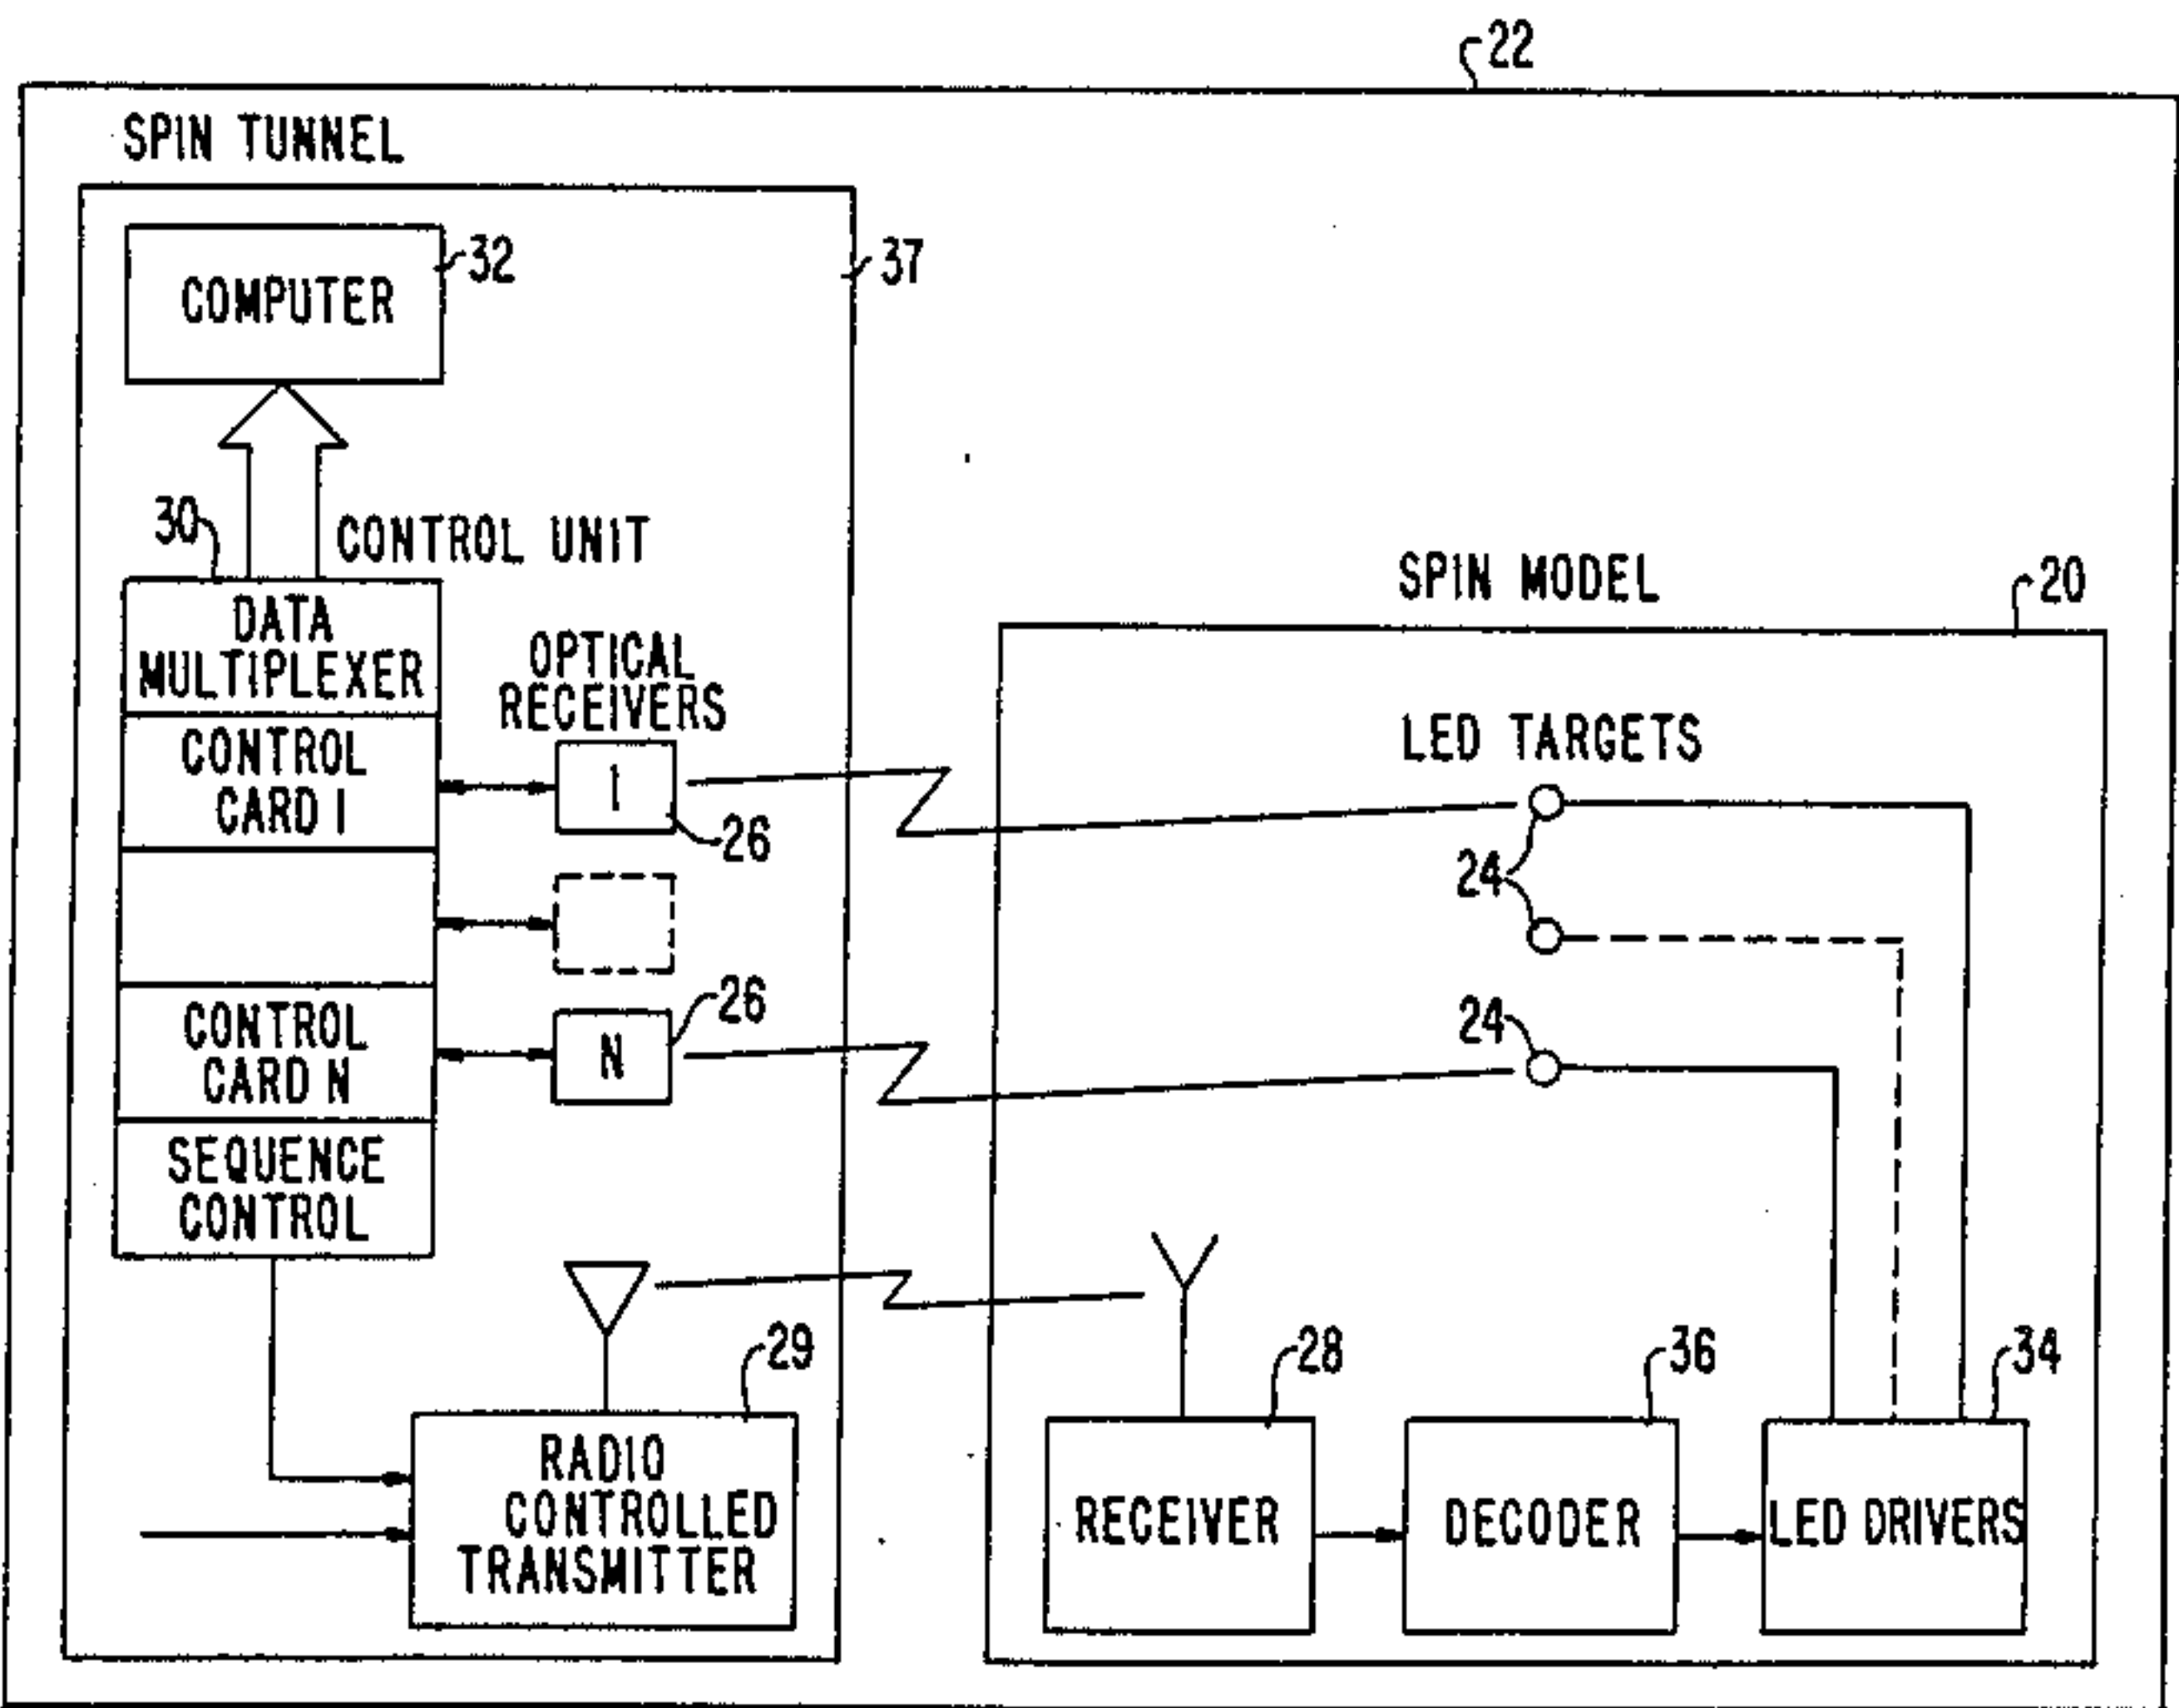 22
SPIN TUNNEL
COMPUTER
32
37
30
CONTROL UNIT
DATA
MULTIPLEXER
OPTICAL
RECEIVERS
CONTROL
CARD 1
1
26
CONTROL
CARD N
N
26
SEQUENCE
CONTROL
29
RADIO
CONTROLLED
TRANSMITTER
SPIN MODEL
20
LED TARGETS
24
24
28
36
34
RECEIVER
DECODER
LED DRIVERS